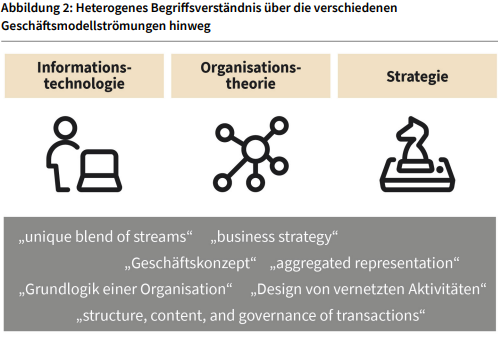 Abbildung 2: Heterogenes Begriffsverständnis über die verschiedenen
Geschäftsmodellströmungen hinweg
Informations-
technologie
Organisations-
theorie
Strategie
„unique blend of streams“ „business strategy“
„Geschäftskonzept“ „aggregated representation“
„Grundlogik einer Organisation“ „Design von vernetzten Aktivitäten“
„structure, content, and governance of transactions“